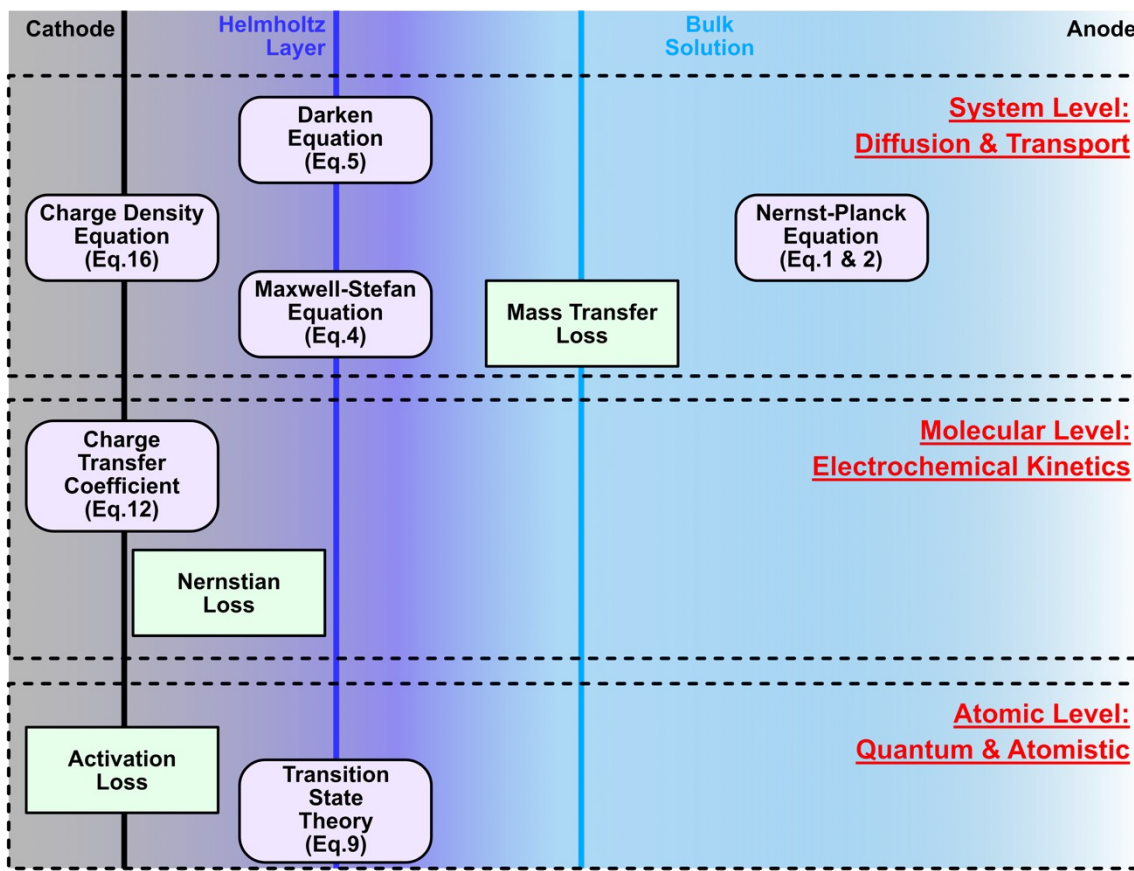 Cathode
Helmholtz
Layer
Bulk
Solution
Anode
System Level:
Diffusion & Transport
Darken
Equation
(Eq.5)
Charge Density
Equation
(Eq.16)
Nernst-Planck
Equation
(Eq.1 & 2)
Maxwell-Stefan
Equation
(Eq.4)
Mass Transfer
Loss
Molecular Level:
Electrochemical Kinetics
Charge
Transfer
Coefficient
(Eq.12)
Nernstian
Loss
Atomic Level:
Quantum & Atomistic
Activation
Loss
Transition
State
Theory
(Eq.9)